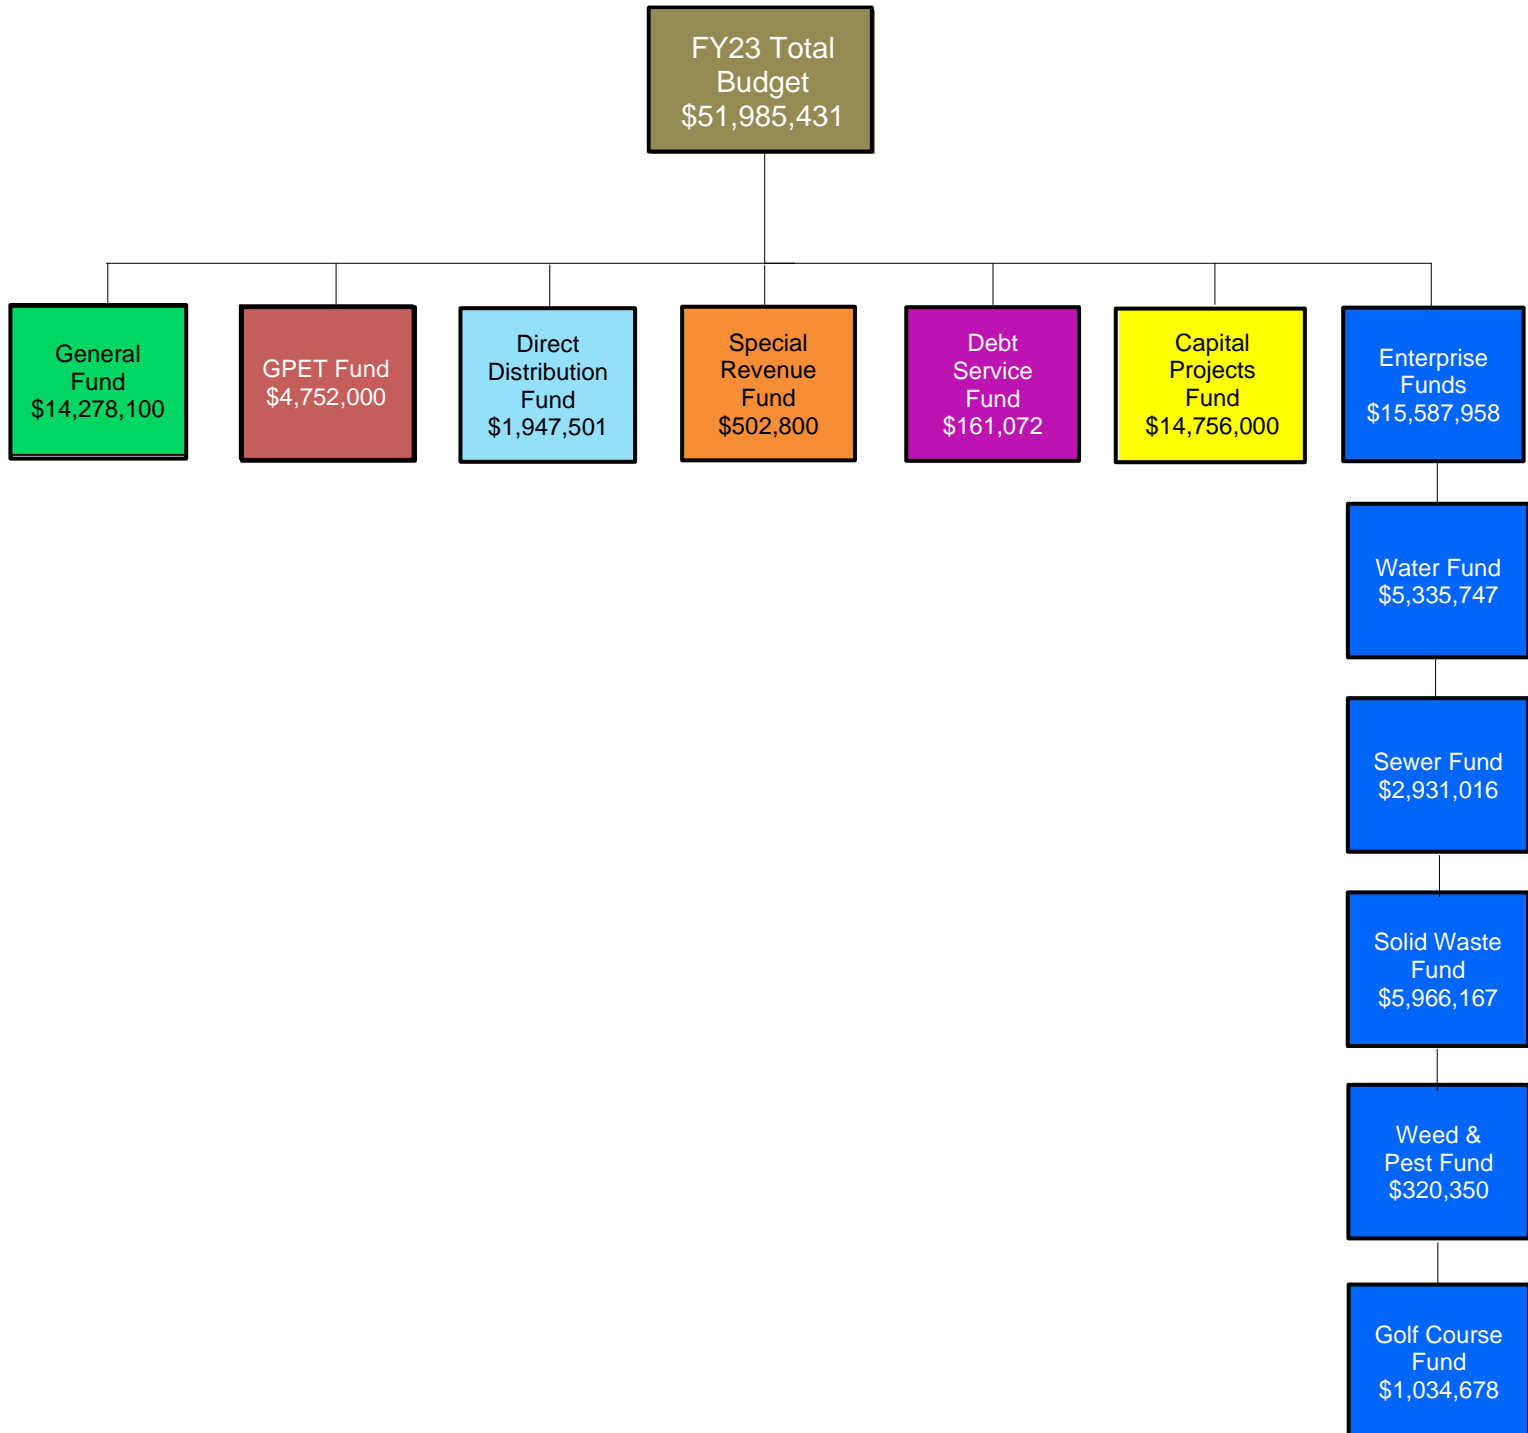 FY23 Total
Budget
$51,985,431
General
Fund
$14,278,100
GPET Fund
$4,752,000
Direct
Distribution
Fund
$1,947,501
Special
Revenue
Fund
$502,800
Debt
Service
Fund
$161,072
Capital
Projects
Fund
$14,756,000
Enterprise
Funds
$15,587,958
Water Fund
$5,335,747
Sewer Fund
$2,931,016
Solid Waste
Fund
$5,966,167
Weed &
Pest Fund
$320,350
Golf Course
Fund
$1,034,678